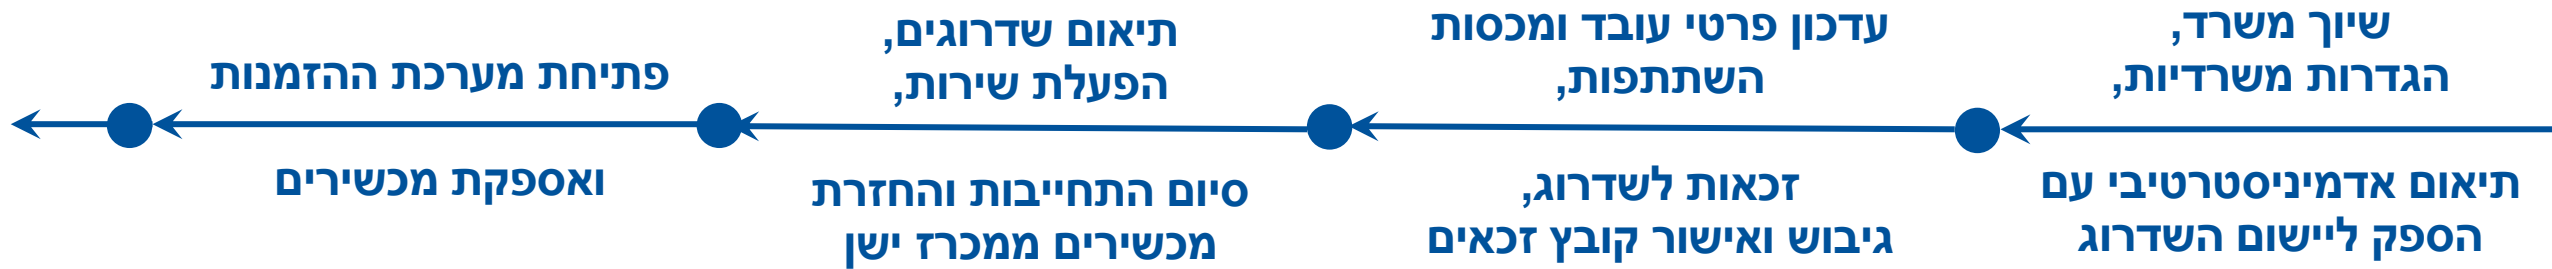 שיוך משרד,
הגדרות משרדיות,
תיאום אדמיניסטרטיבי עם
הספק ליישום השדרוג
עדכון פרטי עובד ומכסות
השתתפות,
זכאות לשדרוג,
גיבוש ואישור קובץ זכאים
תיאום שדרוגים,
הפעלת שירות,
סיום התחייבות והחזרת
מכשירים ממכרז ישן
פתיחת מערכת ההזמנות
ואספקת מכשירים